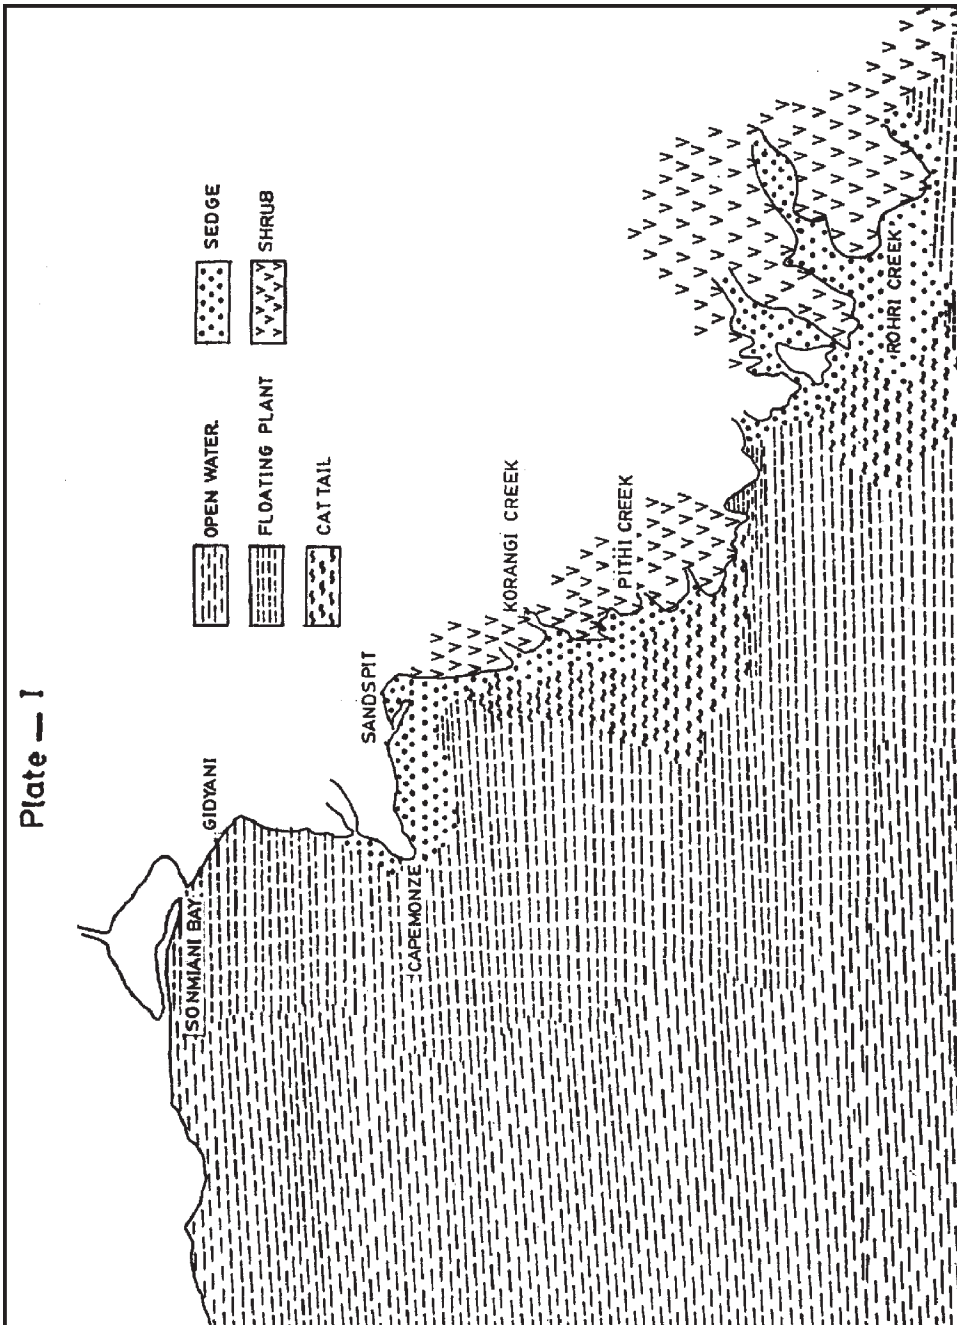 Plate — I
OPEN WATER
SEDGE
FLOATING PLANT
SHRUB
CATTAIL
SONMIANI BAY
GIDYANI
CAPEMONZE
SANDSPIT
KORANGI CREEK
PITHI CREEK
ROHRI CREEK